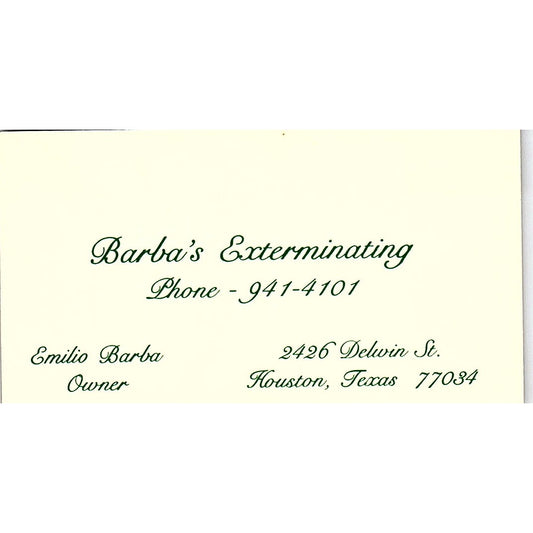 Barba's Exterminating
Phone - 941-4101
Emilio Barba
Owner
2426 Delwin St.
Houston, Texas 77034